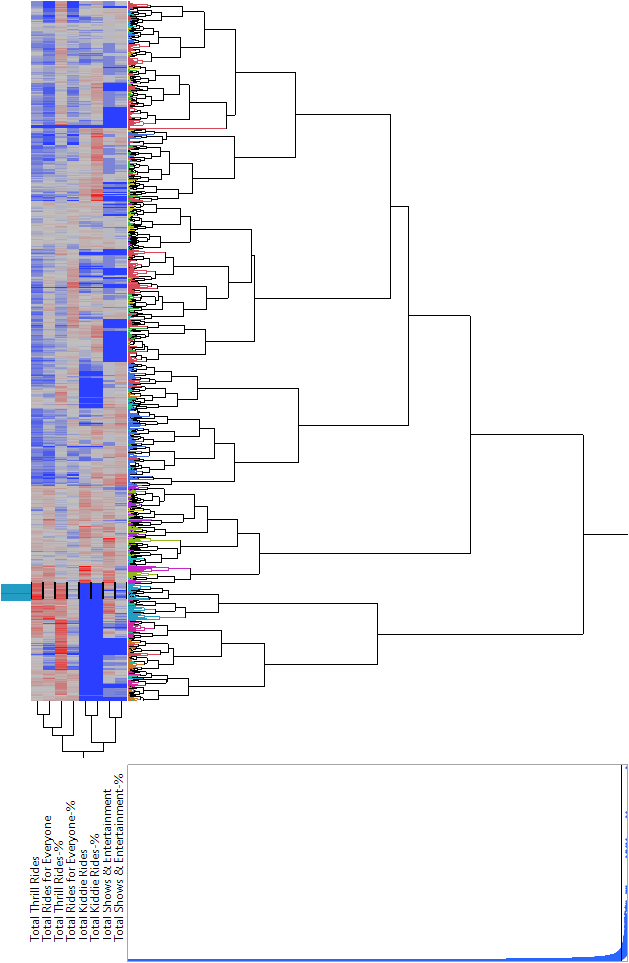 Total Thrill Rides
Total Rides for Everyone
Total Thrill Rides-%
Total Rides for Everyone-%
Total Kiddie Rides
Total Kiddie Rides-%
Total Shows & Entertainment
Total Shows & Entertainment-%